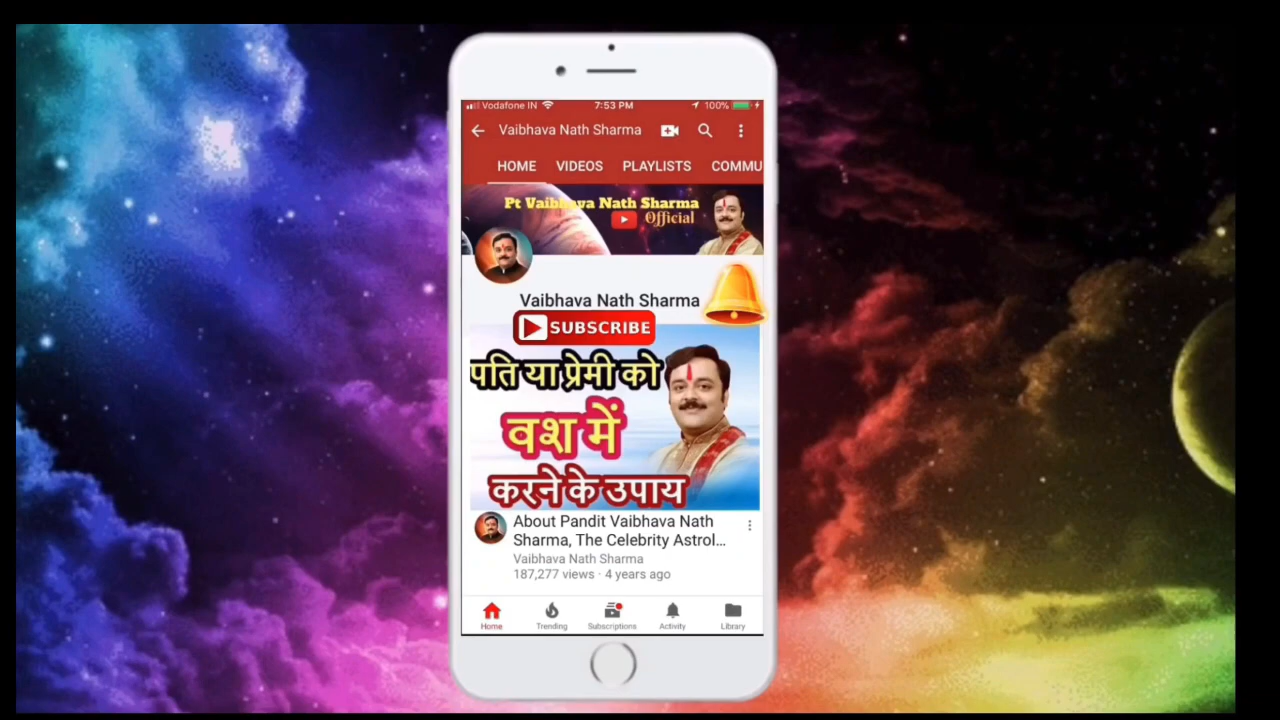 Vodafone IN
7:53 PM
100%
Vaibhava Nath Sharma
HOME VIDEOS PLAYLISTS COMMU
Pt Vaibhava Nath Sharma
Official
Vaibhava Nath Sharma
SUBSCRIBE
पति या प्रेमी को
वश में
करने के उपाय
About Pandit Vaibhava Nath
Sharma, The Celebrity Astrol...
Vaibhava Nath Sharma
187,277 views · 4 years ago
Home Trending Subscriptions Activity Library